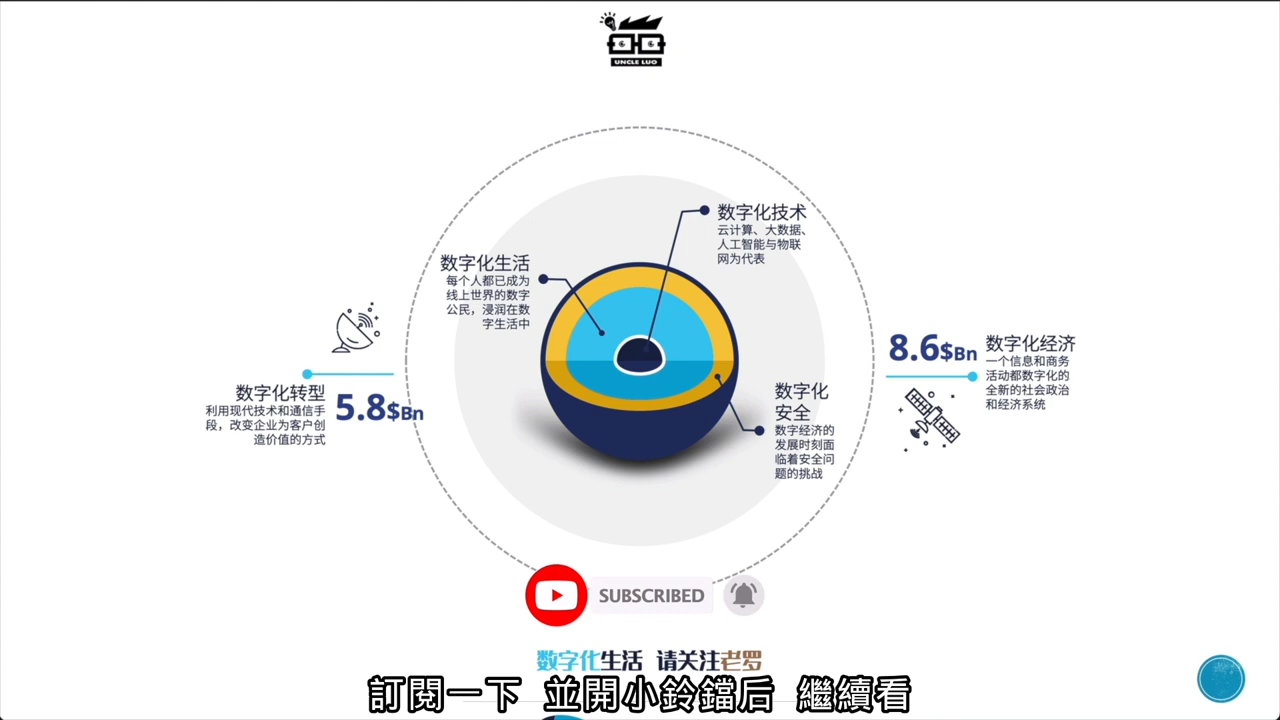 UNCLE LUO
数字化技术
云计算、大数据、
人工智能与物联
网为代表
数字化生活
每个人都已成为
线上世界的数字
公民，浸润在数
字生活中
数字化转型
利用现代技术和通信手
段，改变企业为客户创
造价值的方式
5.8$Bn
8.6$Bn
数字化经济
一个信息和商务
活动都数字化的
全新的社会政治
和经济系统
数字化
安全
数字经济的
发展时刻面
临着安全问
题的挑战
SUBSCRIBED
数字化生活 请关注老罗
訂閱一下 並開小鈴鐺后 繼續看